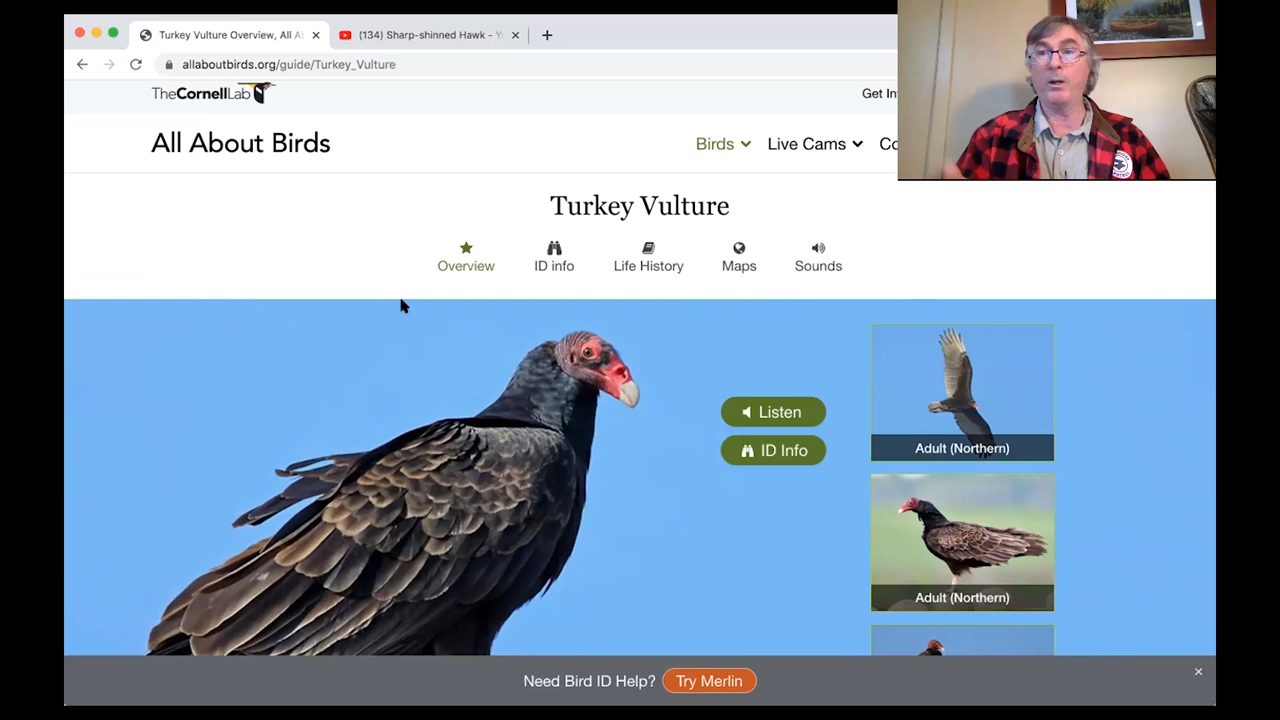 Turkey Vulture Overview, All A
(134) Sharp-shinned Hawk - Y
allaboutbirds.org/guide/Turkey_Vulture
TheCornellLab
Get In
All About Birds
Birds
Live Cams
Co
Turkey Vulture
Overview
ID info
Life History
Maps
Sounds
Listen
ID Info
Adult (Northern)
Adult (Northern)
Need Bird ID Help?
Try Merlin